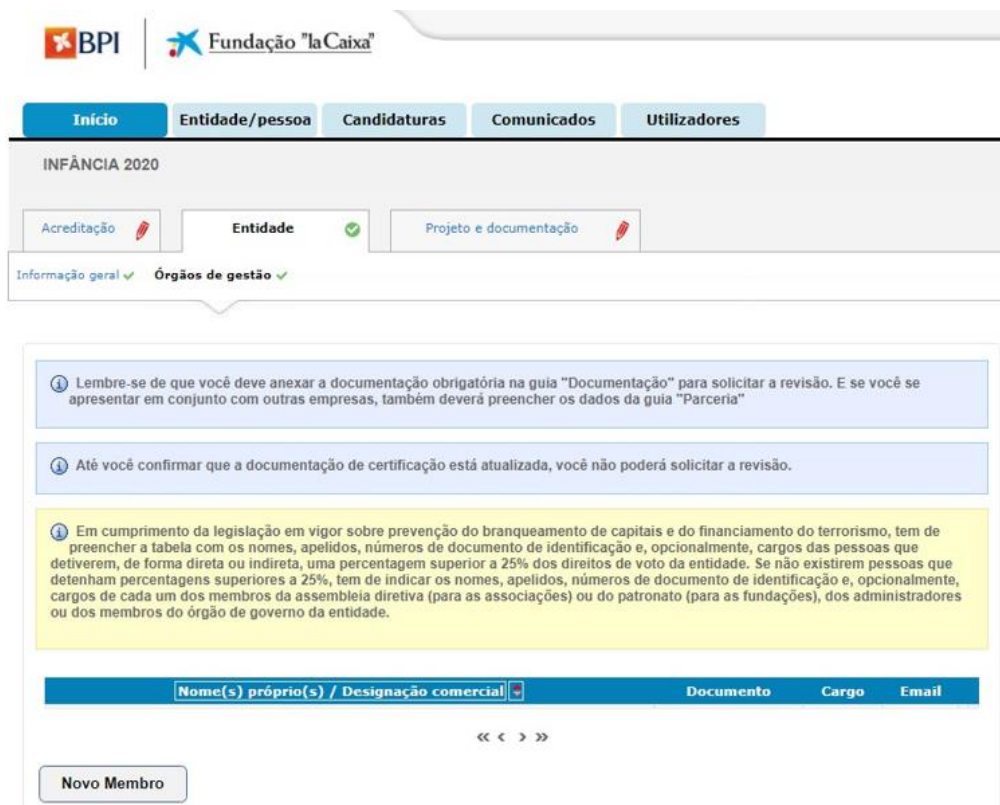 BPI
Fundação "la Caixa"
Início Entidade/pessoa Candidaturas Comunicados Utilizadores
INFÂNCIA 2020
Acreditação Entidade Projeto e documentação
Informação geral Órgãos de gestão
Lembre-se de que você deve anexar a documentação obrigatória na guia "Documentação" para solicitar a revisão. E se você se
apresentar em conjunto com outras empresas, também deverá preencher os dados da guia "Parceria"
Até você confirmar que a documentação de certificação está atualizada, você não poderá solicitar a revisão.
Em cumprimento da legislação em vigor sobre prevenção do branqueamento de capitais e do financiamento do terrorismo, tem de
preencher a tabela com os nomes, apelidos, números de documento de identificação e, opcionalmente, cargos das pessoas que
detiverem, de forma direta ou indireta, uma percentagem superior a 25% dos direitos de voto da entidade. Se não existirem pessoas que
detenham percentagens superiores a 25%, tem de indicar os nomes, apelidos, números de documento de identificação e, opcionalmente,
cargos de cada um dos membros da assembleia diretiva (para as associações) ou do patronato (para as fundações), dos administradores
ou dos membros do órgão de governo da entidade.
Nome(s) próprio(s) / Designação comercial Documento Cargo Email
« ‹ › »
Novo Membro